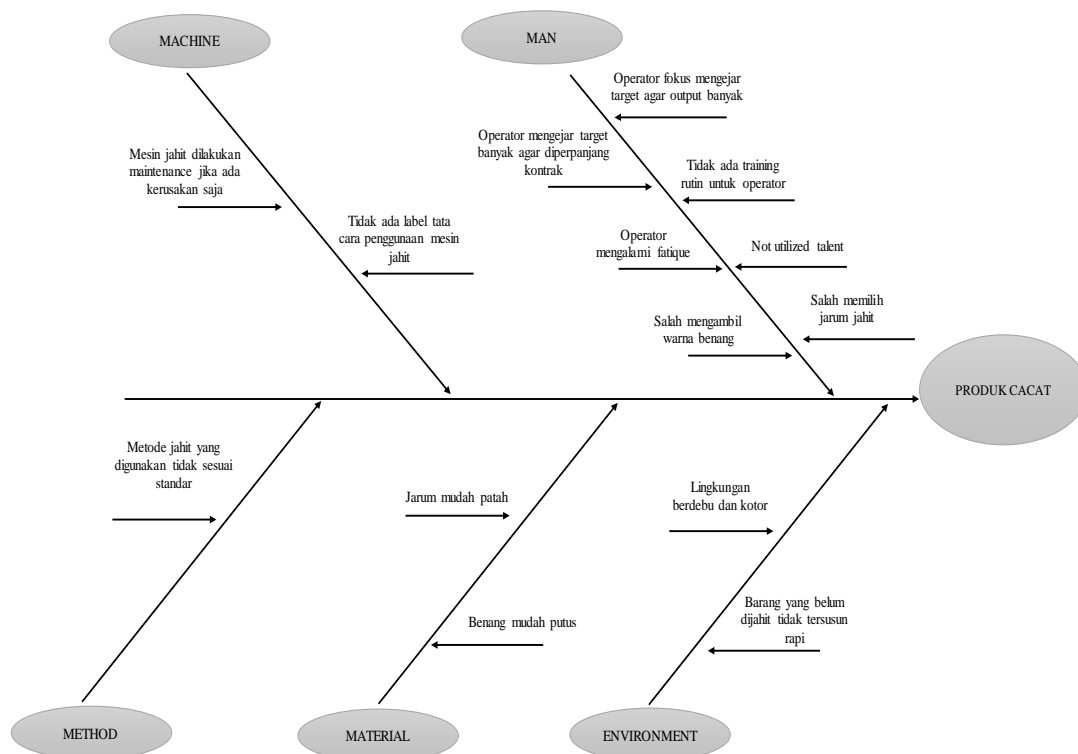 MACHINE
MAN
Operator fokus mengejar
target agar output banyak
Operator mengejar target
banyak agar diperpanjang
kontrak
Mesin jahit dilakukan
maintenance jika ada
kerusakan saja
Tidak ada training
rutin untuk operator
Tidak ada label tata
cara penggunaan mesin
jahit
Operator
mengalami fatique
Not utilized talent
Salah memilih
jarum jahit
Salah mengambil
warna benang
PRODUK CACAT
Metode jahit yang
digunakan tidak sesuai
standar
Jarum mudah patah
Lingkungan
berdebu dan kotor
Benang mudah putus
Barang yang belum
dijahit tidak tersusun
rapi
METHOD
MATERIAL
ENVIRONMENT